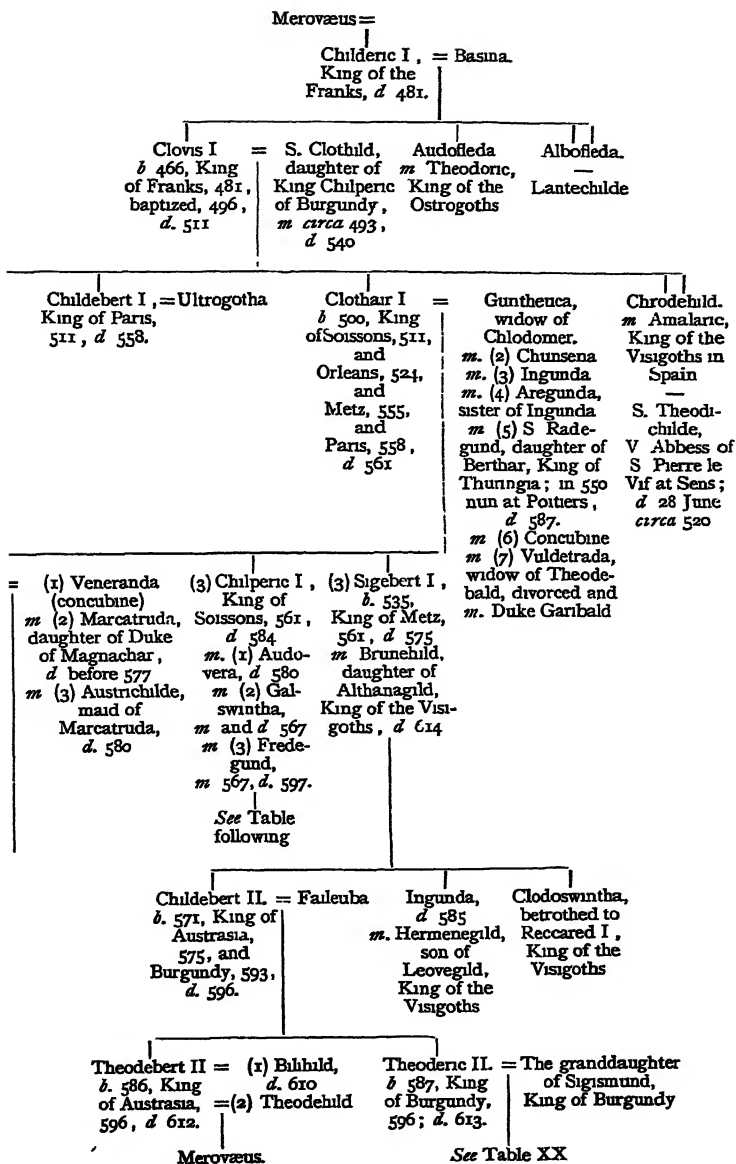 Merovæus =
Childeric I, = Basina.
King of the
Franks, d 481.
Clovis I
b 466, King
of Franks, 481,
baptized, 496,
d. 511
=
S. Clothild,
daughter of
King Chilperic
of Burgundy,
m circa 493,
d 540
Audofleda
m Theodoric,
King of the
Ostrogoths
Albofleda.
—
Lantechilde
Childebert I, = Ultrogotha
King of Paris,
511, d 558.
Clothair I
b 500, King
of Soissons, 511,
and
Orleans, 524,
and
Metz, 555,
and
Paris, 558,
d 561
=
Guntheuca,
widow of
Chlodomer.
m. (2) Chunsena
m. (3) Ingunda
m. (4) Aregunda,
sister of Ingunda
m (5) S Rade-
gund, daughter of
Berthar, King of
Thuringia; in 550
nun at Poitiers,
d 587.
m (6) Concubine
m (7) Vuldetrada,
widow of Theode-
bald, divorced and
m. Duke Garibald
Chrodehild.
m Amalaric,
King of the
Visigoths in
Spain
—
S. Theodi-
childe,
V Abbess of
S Pierre le
Vif at Sens;
d 28 June
circa 520
= (1) Veneranda
(concubine)
m (2) Marcatruda,
daughter of Duke
of Magnachar,
d before 577
m (3) Austrichilde,
maid of
Marcatruda,
d. 580
(3) Chilperic I,
King of
Soissons, 561,
d 584
m. (1) Audo-
vera, d 580
m (2) Gal-
swintha,
m and d 567
m (3) Frede-
gund,
m 567, d. 597.
See Table
following
(3) Sigebert I,
b. 535,
King of Metz,
561, d 575
m Brunehild,
daughter of
Althanagild,
King of the Visi-
goths, d 614
Childebert II. = Faileuba
b. 571, King of
Austrasia,
575, and
Burgundy, 593,
d. 596.
Ingunda,
d 585
m. Hermenegild,
son of
Leovegild,
King of the
Visigoths
Clodoswintha,
betrothed to
Reccared I,
King of the
Visigoths
Theodebert II = (1) Bilihild,
b. 586, King d. 610
of Austrasia, = (2) Theodehild
596, d 612.
Merovæus.
Theoderic II. = The granddaughter
b 587, King of Sigismund,
of Burgundy, King of Burgundy
596; d. 613.
See Table XX